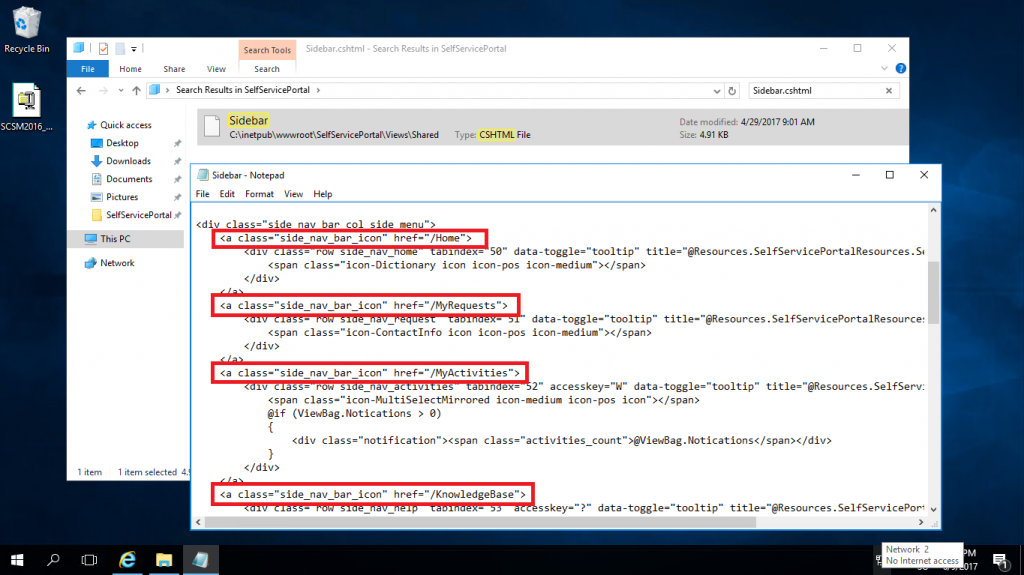 Recycle Bin
SCSM2016_...
Search Tools
Sidebar.cshtml - Search Results in SelfServicePortal
File Home Share View Search
Search Results in SelfServicePortal
Sidebar.cshtml
Quick access
Desktop
Downloads
Documents
Pictures
SelfServicePortal
This PC
Network
Sidebar
C:\inetpub\wwwroot\SelfServicePortal\Views\Shared
Type: CSHTML File
Date modified: 4/29/2017 9:01 AM
Size: 4.91 KB
1 item 1 item selected 4.9
Sidebar - Notepad
File Edit Format View Help
<div class="side_nav_bar col side_menu">
<a class="side_nav_bar_icon" href="/Home">
<div class="row side_nav_home" tabindex="50" data-toggle="tooltip" title="@Resources.SelfServicePortalResources.Se
<span class="icon-Dictionary icon icon-pos icon-medium"></span>
</div>
</a>
<a class="side_nav_bar_icon" href="/MyRequests">
<div class="row side_nav_request" tabindex="51" data-toggle="tooltip" title="@Resources.SelfServicePortalResources
<span class="icon-ContactInfo icon icon-pos icon-medium"></span>
</div>
</a>
<a class="side_nav_bar_icon" href="/MyActivities">
<div class="row side_nav_activities" tabindex="52" accesskey="W" data-toggle="tooltip" title="@Resources.SelfServi
<span class="icon-MultiSelectMirrored icon-medium icon-pos icon"></span>
@if (ViewBag.Notications > 0)
{
<div class="notification"><span class="activities_count">@ViewBag.Notications</span></div>
}
</div>
</a>
<a class="side_nav_bar_icon" href="/KnowledgeBase">
<div class="row side_nav_help" tabindex="53" accesskey="?" data-toggle="tooltip" title="@Resources.SelfServicePort
Network 2
No Internet access
PM
2017
1